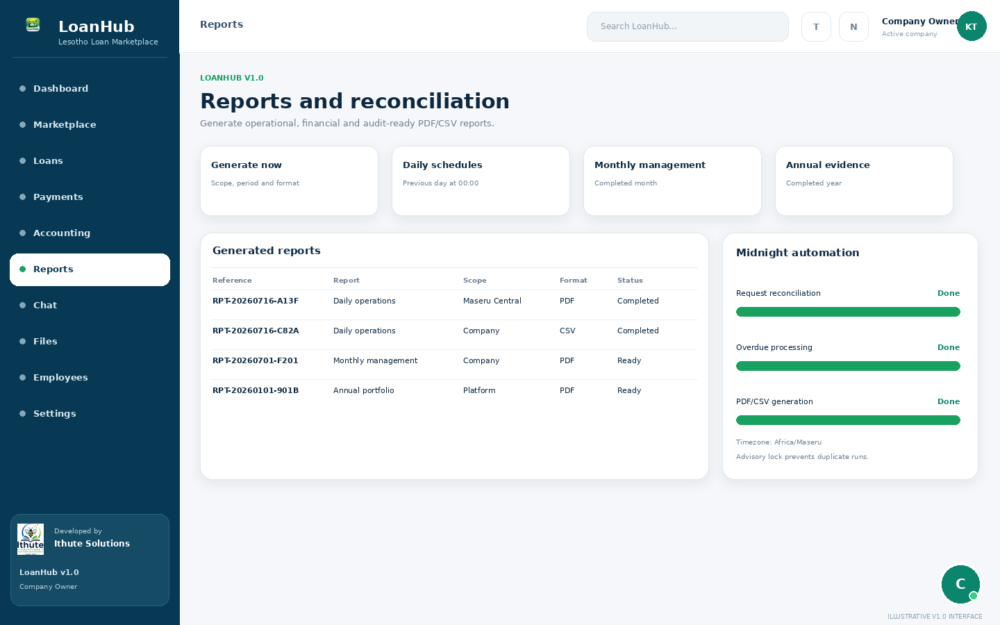 LoanHub
Lesotho Loan Marketplace
Dashboard
Marketplace
Loans
Payments
Accounting
Reports
Chat
Files
Employees
Settings
Ithute
SOLUTIONS
Developed by
Ithute Solutions
LoanHub v1.0
Company Owner
Reports
Search LoanHub...
T
N
Company Owner
Active company
KT
LOANHUB V1.0
Reports and reconciliation
Generate operational, financial and audit-ready PDF/CSV reports.
Generate now
Scope, period and format
Daily schedules
Previous day at 00:00
Monthly management
Completed month
Annual evidence
Completed year
Generated reports
Reference Report Scope Format Status
RPT-20260716-A13F Daily operations Maseru Central PDF Completed
RPT-20260716-C82A Daily operations Company CSV Completed
RPT-20260701-F201 Monthly management Company PDF Ready
RPT-20260101-901B Annual portfolio Platform PDF Ready
Midnight automation
Request reconciliation Done
Overdue processing Done
PDF/CSV generation Done
Timezone: Africa/Maseru
Advisory lock prevents duplicate runs.
C
ILLUSTRATIVE V1.0 INTERFACE